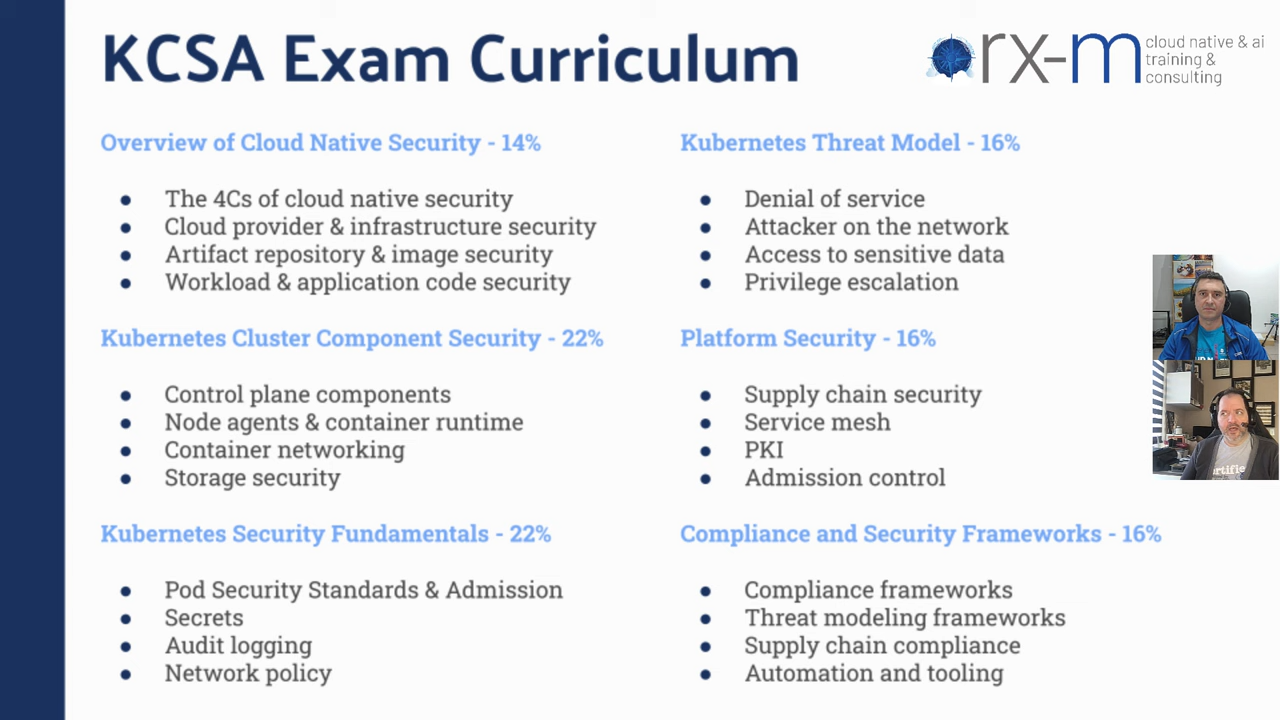 KCSA Exam Curriculum
rx-m
cloud native & ai
training &
consulting
Overview of Cloud Native Security - 14%
The 4Cs of cloud native security
Cloud provider & infrastructure security
Artifact repository & image security
Workload & application code security
Kubernetes Cluster Component Security - 22%
Control plane components
Node agents & container runtime
Container networking
Storage security
Kubernetes Security Fundamentals - 22%
Pod Security Standards & Admission
Secrets
Audit logging
Network policy
Kubernetes Threat Model - 16%
Denial of service
Attacker on the network
Access to sensitive data
Privilege escalation
Platform Security - 16%
Supply chain security
Service mesh
PKI
Admission control
Compliance and Security Frameworks - 16%
Compliance frameworks
Threat modeling frameworks
Supply chain compliance
Automation and tooling